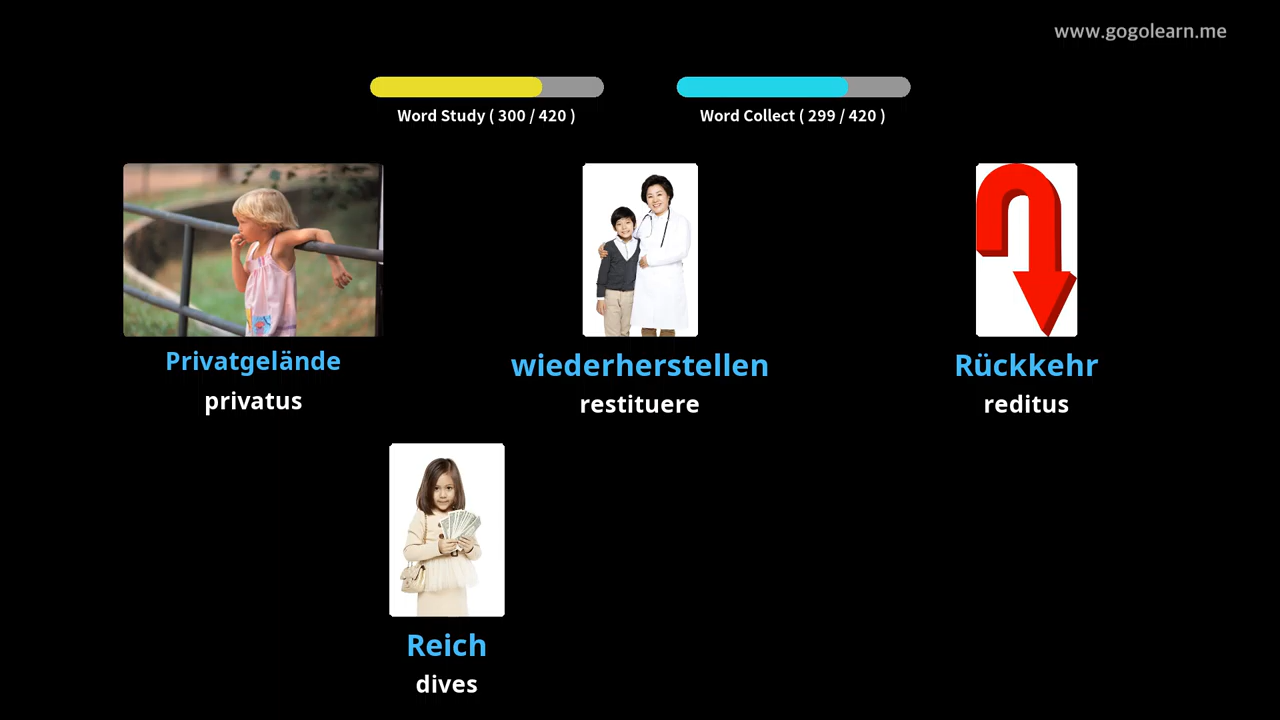 www.gogolearn.me
Word Study ( 300 / 420 )
Word Collect ( 299 / 420 )
Privatgelände
privatus
wiederherstellen
restituere
Rückkehr
reditus
Reich
dives